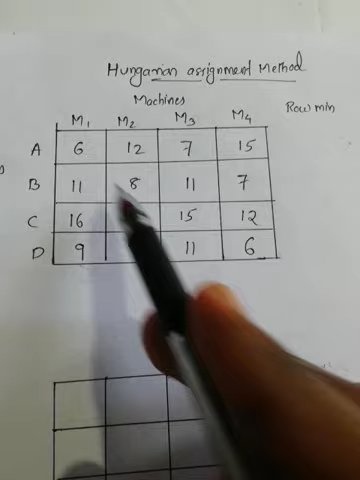 Hungarian assignment Method
Machines
M1 M2 M3 M4 Row min
A 6 12 7 15
B 11 8 11 7
C 16 15 12
D 9 11 6